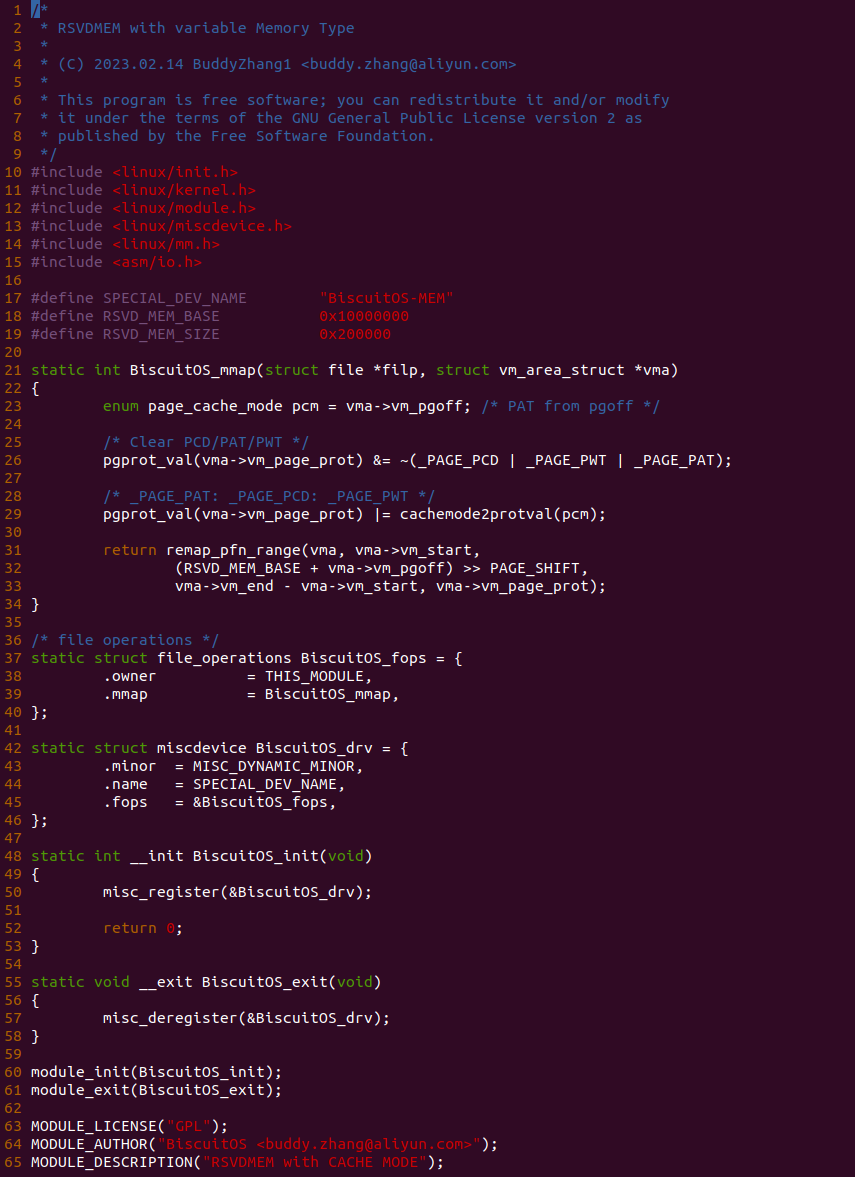 1 /*
2  * RSVDMEM with variable Memory Type
3  *
4  * (C) 2023.02.14 BuddyZhang1 <buddy.zhang@aliyun.com>
5  *
6  * This program is free software; you can redistribute it and/or modify
7  * it under the terms of the GNU General Public License version 2 as
8  * published by the Free Software Foundation.
9  */
10 #include <linux/init.h>
11 #include <linux/kernel.h>
12 #include <linux/module.h>
13 #include <linux/miscdevice.h>
14 #include <linux/mm.h>
15 #include <asm/io.h>
16
17 #define SPECIAL_DEV_NAME        "BiscuitOS-MEM"
18 #define RSVD_MEM_BASE           0x10000000
19 #define RSVD_MEM_SIZE           0x200000
20
21 static int BiscuitOS_mmap(struct file *filp, struct vm_area_struct *vma)
22 {
23         enum page_cache_mode pcm = vma->vm_pgoff; /* PAT from pgoff */
24
25         /* Clear PCD/PAT/PWT */
26         pgprot_val(vma->vm_page_prot) &= ~(_PAGE_PCD | _PAGE_PWT | _PAGE_PAT);
27
28         /* _PAGE_PAT: _PAGE_PCD: _PAGE_PWT */
29         pgprot_val(vma->vm_page_prot) |= cachemode2protval(pcm);
30
31         return remap_pfn_range(vma, vma->vm_start,
32                 (RSVD_MEM_BASE + vma->vm_pgoff) >> PAGE_SHIFT,
33                 vma->vm_end - vma->vm_start, vma->vm_page_prot);
34 }
35
36 /* file operations */
37 static struct file_operations BiscuitOS_fops = {
38         .owner          = THIS_MODULE,
39         .mmap           = BiscuitOS_mmap,
40 };
41
42 static struct miscdevice BiscuitOS_drv = {
43         .minor  = MISC_DYNAMIC_MINOR,
44         .name   = SPECIAL_DEV_NAME,
45         .fops   = &BiscuitOS_fops,
46 };
47
48 static int __init BiscuitOS_init(void)
49 {
50         misc_register(&BiscuitOS_drv);
51
52         return 0;
53 }
54
55 static void __exit BiscuitOS_exit(void)
56 {
57         misc_deregister(&BiscuitOS_drv);
58 }
59
60 module_init(BiscuitOS_init);
61 module_exit(BiscuitOS_exit);
62
63 MODULE_LICENSE("GPL");
64 MODULE_AUTHOR("BiscuitOS <buddy.zhang@aliyun.com>");
65 MODULE_DESCRIPTION("RSVDMEM with CACHE MODE");